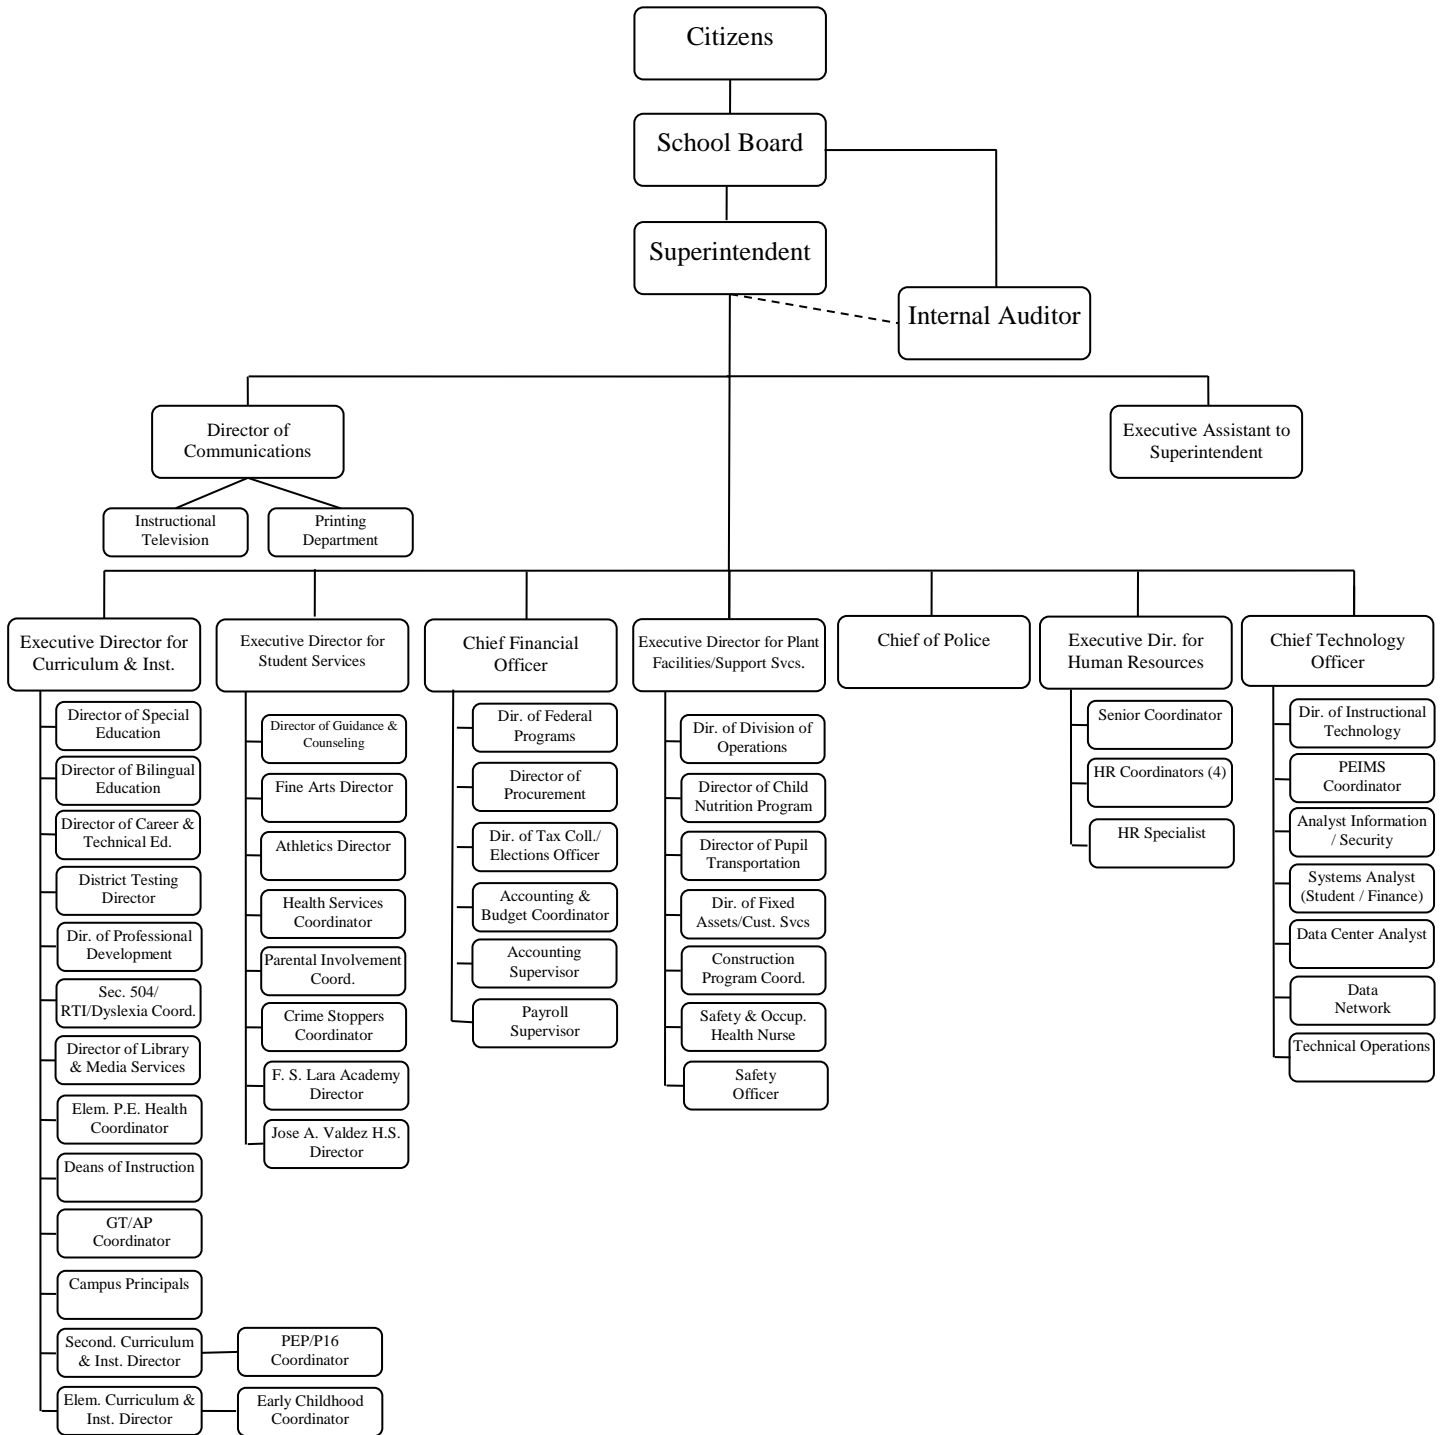 Citizens
School Board
Superintendent
Internal Auditor
Director of
Communications
Executive Assistant to
Superintendent
Instructional
Television
Printing
Department
Executive Director for
Curriculum & Inst.
Director of Special
Education
Director of Bilingual
Education
Director of Career &
Technical Ed.
District Testing
Director
Dir. of Professional
Development
Sec. 504/
RTI/Dyslexia Coord.
Director of Library
& Media Services
Elem. P.E. Health
Coordinator
Deans of Instruction
GT/AP
Coordinator
Campus Principals
Second. Curriculum
& Inst. Director
PEP/P16
Coordinator
Elem. Curriculum &
Inst. Director
Early Childhood
Coordinator
Executive Director for
Student Services
Director of Guidance &
Counseling
Fine Arts Director
Athletics Director
Health Services
Coordinator
Parental Involvement
Coord.
Crime Stoppers
Coordinator
F. S. Lara Academy
Director
Jose A. Valdez H.S.
Director
Chief Financial
Officer
Dir. of Federal
Programs
Director of
Procurement
Dir. of Tax Coll./
Elections Officer
Accounting &
Budget Coordinator
Accounting
Supervisor
Payroll
Supervisor
Executive Director for Plant
Facilities/Support Svcs.
Dir. of Division of
Operations
Director of Child
Nutrition Program
Director of Pupil
Transportation
Dir. of Fixed
Assets/Cust. Svcs
Construction
Program Coord.
Safety & Occup.
Health Nurse
Safety
Officer
Chief of Police
Executive Dir. for
Human Resources
Senior Coordinator
HR Coordinators (4)
HR Specialist
Chief Technology
Officer
Dir. of Instructional
Technology
PEIMS
Coordinator
Analyst Information
/ Security
Systems Analyst
(Student / Finance)
Data Center Analyst
Data
Network
Technical Operations